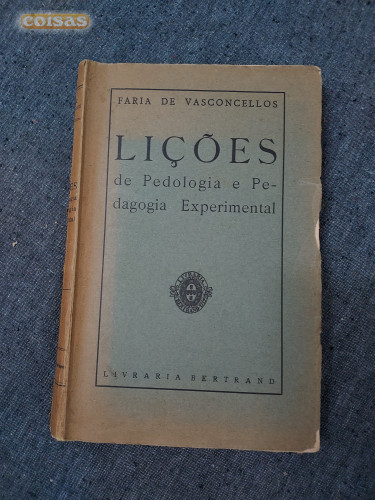 coisas
FARIA DE VASCONCELLOS
LIÇÕES
de Pedologia e Pe-
dagogia Experimental
LIVRARIA BERTRAND